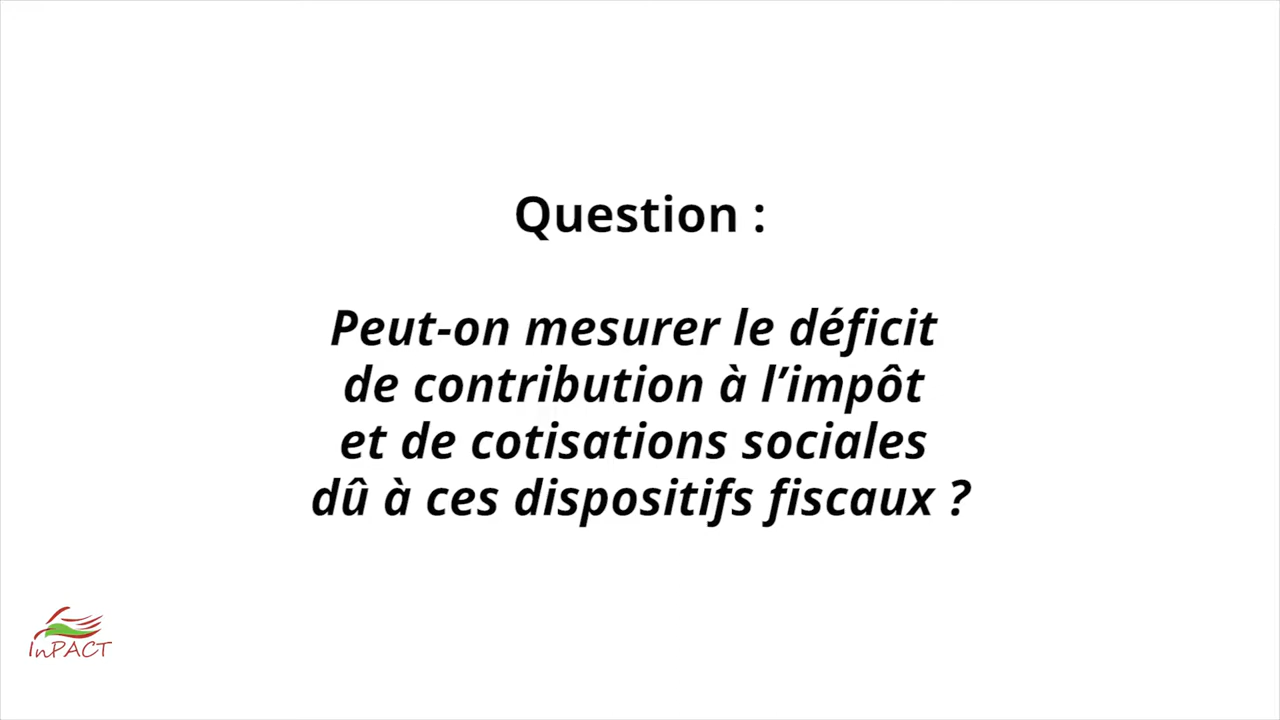 Question :
Peut-on mesurer le déficit
de contribution à l’impôt
et de cotisations sociales
dû à ces dispositifs fiscaux ?
InPACT